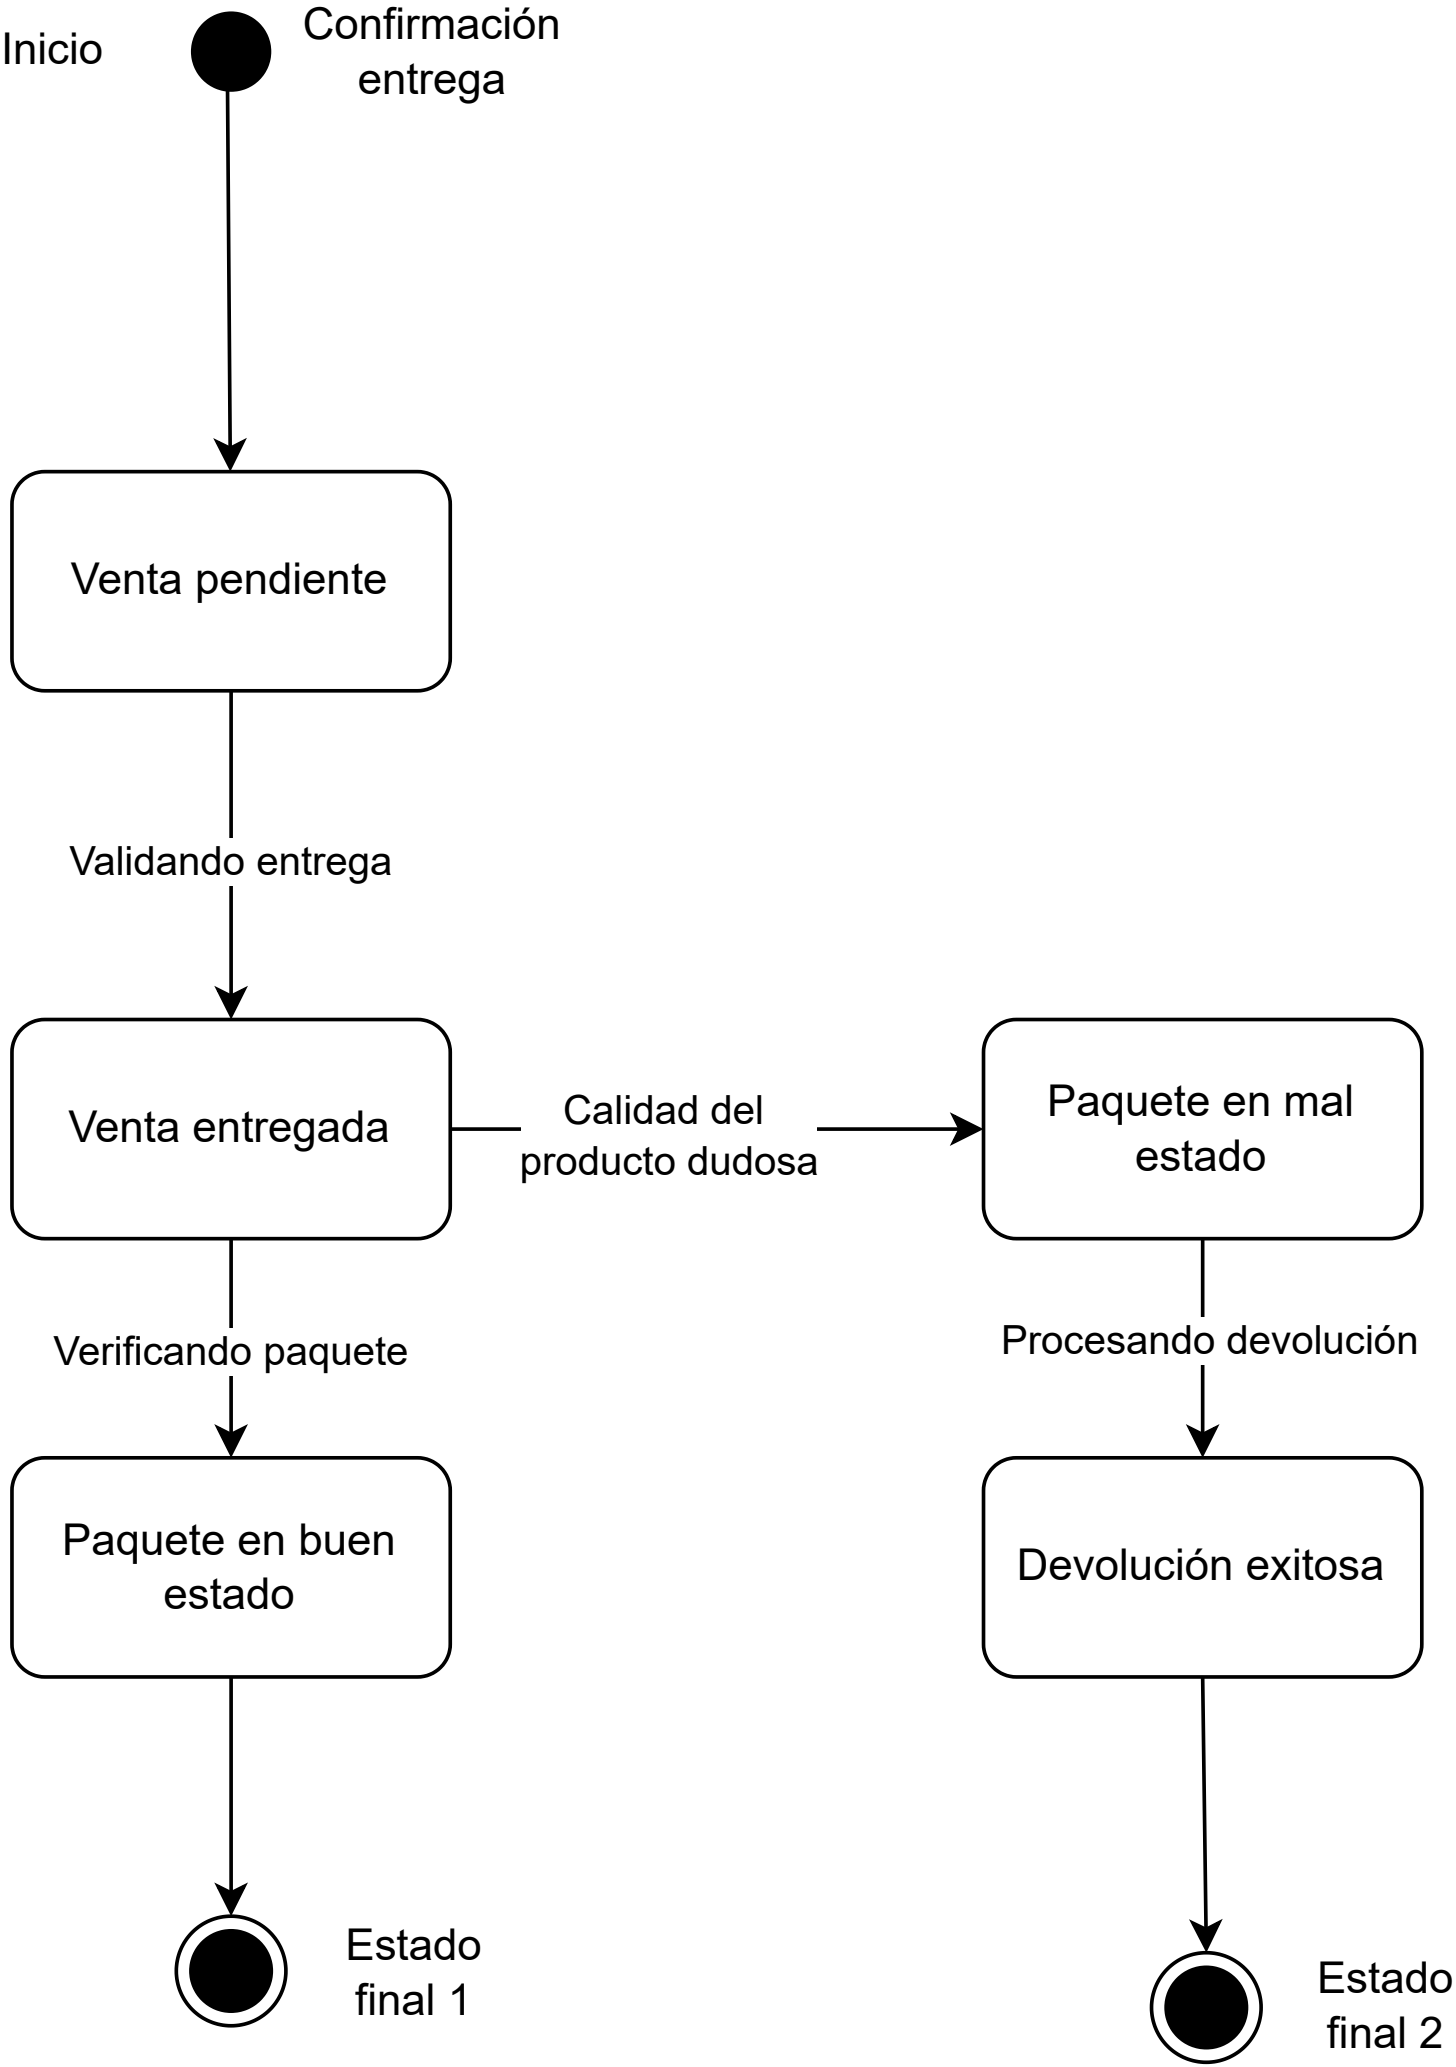 Inicio
Confirmación
entrega
Venta pendiente
Validando entrega
Venta entregada
Calidad del
producto dudosa
Paquete en mal
estado
Verificando paquete
Procesando devolución
Paquete en buen
estado
Devolución exitosa
Estado
final 1
Estado
final 2